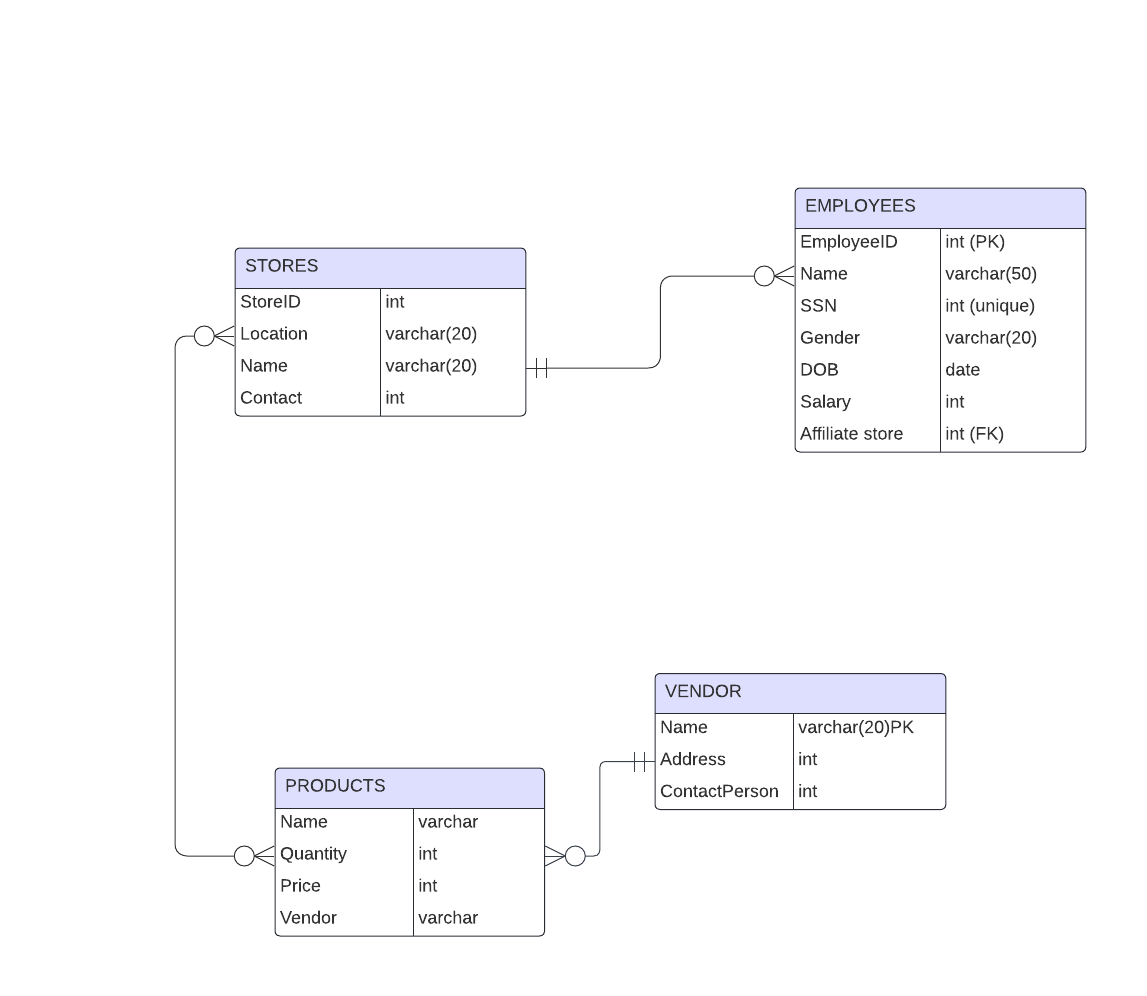 EMPLOYEES
EmployeeID int (PK)
Name varchar(50)
SSN int (unique)
Gender varchar(20)
DOB date
Salary int
Affiliate store int (FK)
STORES
StoreID int
Location varchar(20)
Name varchar(20)
Contact int
VENDOR
Name varchar(20)PK
Address int
ContactPerson int
PRODUCTS
Name varchar
Quantity int
Price int
Vendor varchar